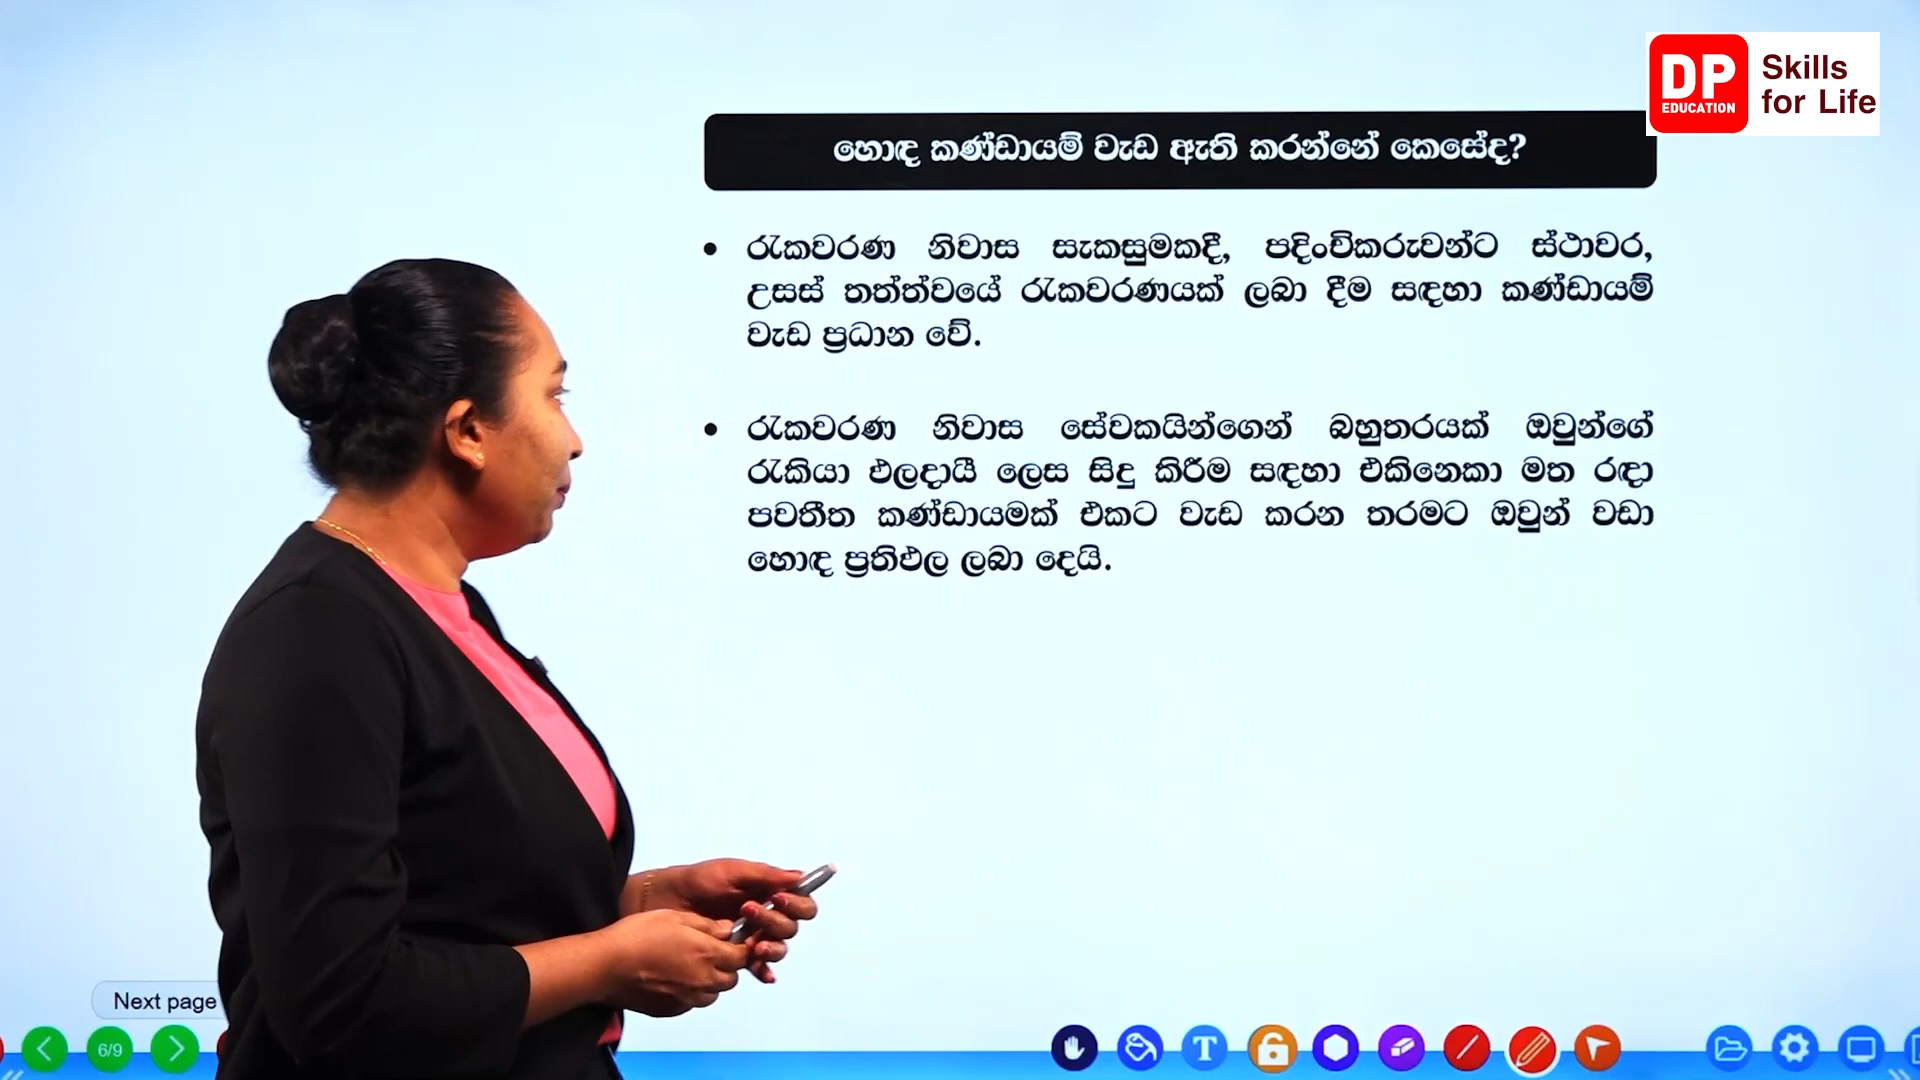 DP
EDUCATION
Skills
for Life
හොඳ කණ්ඩායම් වැඩ ඇති කරන්නේ කෙසේද?
• රැකවරණ නිවාස සැකසුමකදී, පදිංචිකරුවන්ට ස්ථාවර,
උසස් තත්ත්වයේ රැකවරණයක් ලබා දීම සඳහා කණ්ඩායම්
වැඩ ප්‍රධාන වේ.
• රැකවරණ නිවාස සේවකයින්ගෙන් බහුතරයක් ඔවුන්ගේ
රැකියා ඵලදායී ලෙස සිදු කිරීම සඳහා එකිනෙකා මත රඳා
පවතීත කණ්ඩායමක් එකට වැඩ කරන තරමට ඔවුන් වඩා
හොඳ ප්‍රතිඵල ලබා දෙයි.
Next page
6/9
T